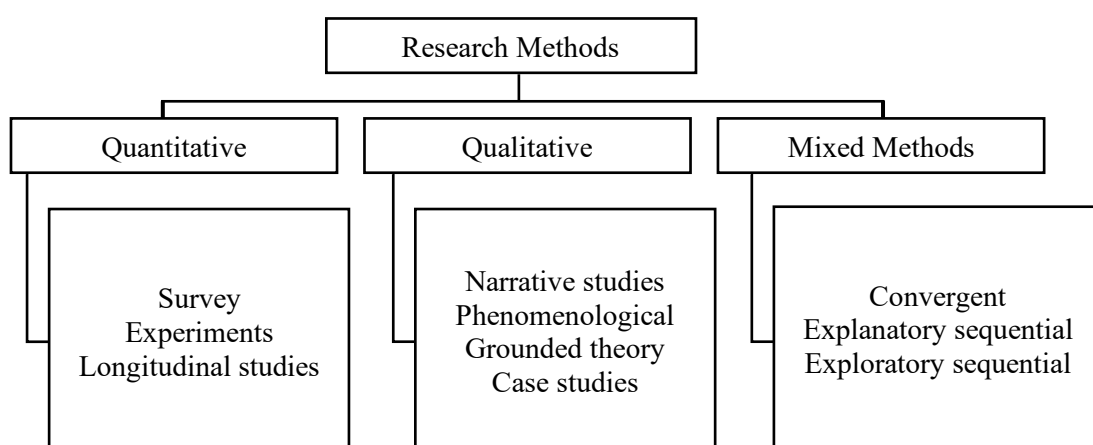 Research Methods
Quantitative
Qualitative
Mixed Methods
Survey
Experiments
Longitudinal studies
Narrative studies
Phenomenological
Grounded theory
Case studies
Convergent
Explanatory sequential
Exploratory sequential